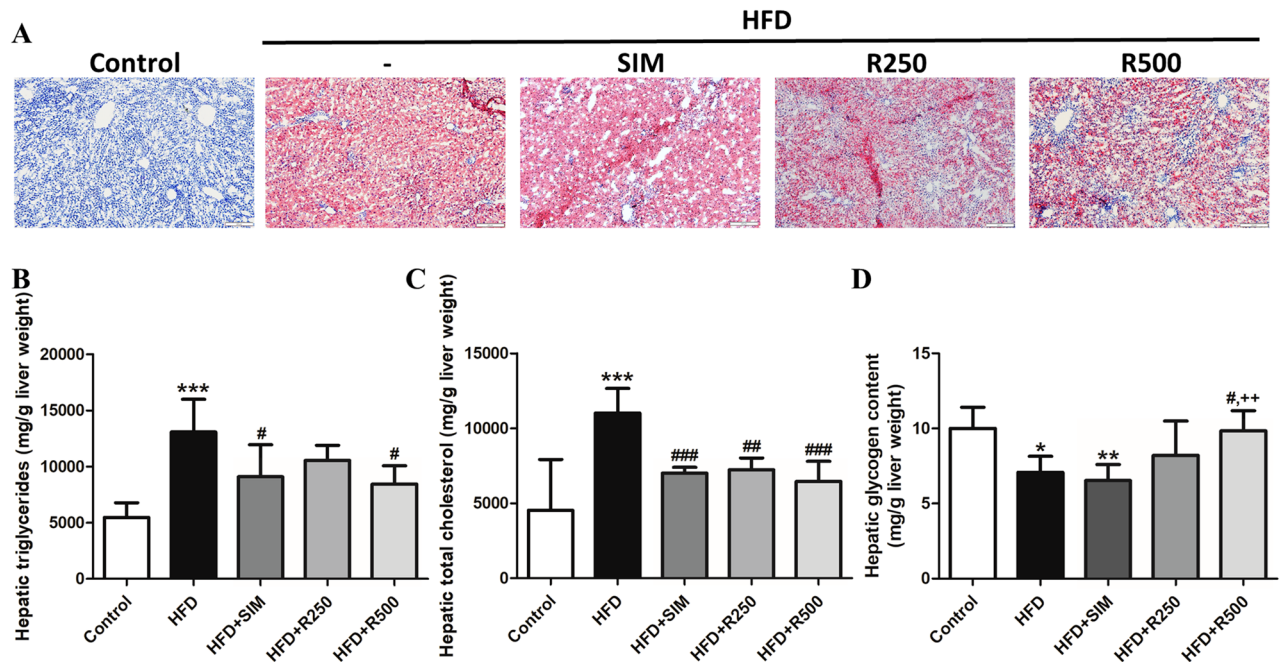 A
HFD
Control
-
SIM
R250
R500
B
Hepatic triglycerides (mg/g liver weight)
20000
15000
10000
5000
0
***
#
#
Control
HFD
HFD+SIM
HFD+R250
HFD+R500
C
Hepatic total cholesterol (mg/g liver weight)
15000
10000
5000
0
***
###
##
###
Control
HFD
HFD+SIM
HFD+R250
HFD+R500
D
Hepatic glycogen content
(mg/g liver weight)
15
10
5
0
*
**
#,++
Control
HFD
HFD+SIM
HFD+R250
HFD+R500